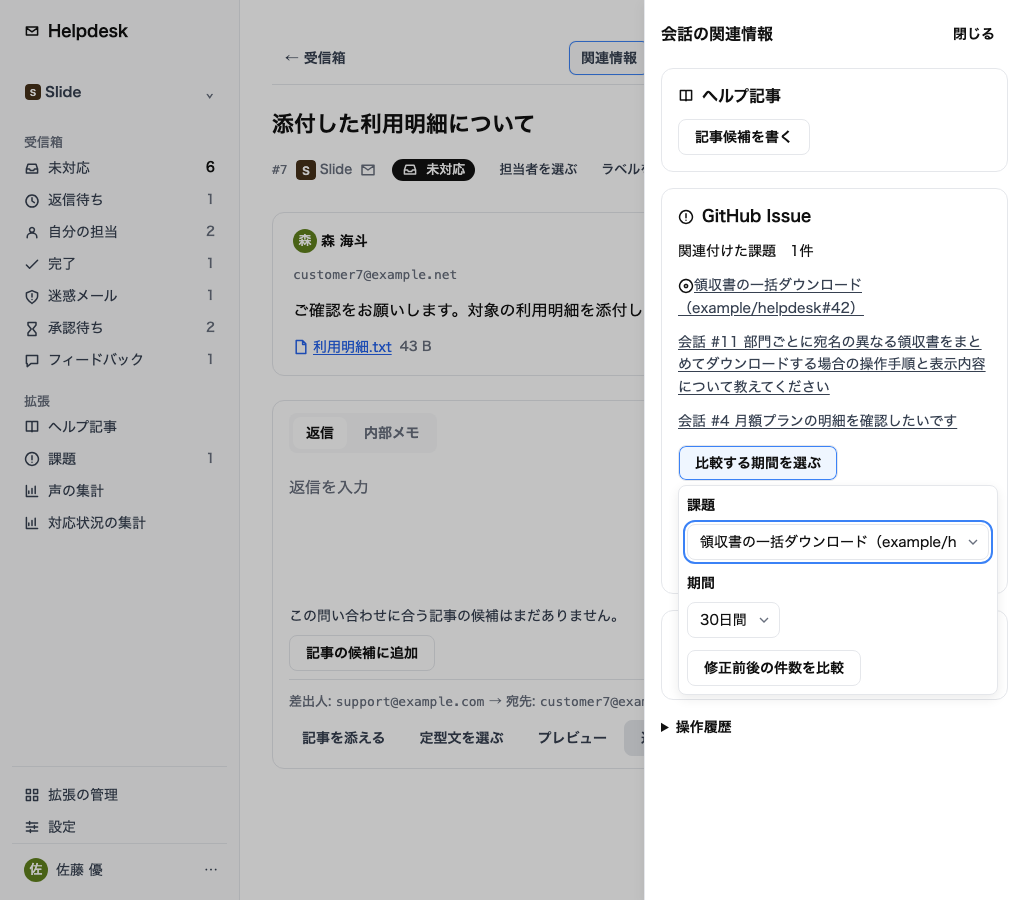 Helpdesk
S Slide
受信箱
未対応 6
返信待ち 1
自分の担当 2
完了 1
迷惑メール 1
承認待ち 2
フィードバック 1
拡張
ヘルプ記事
課題 1
声の集計
対応状況の集計
拡張の管理
設定
佐 佐藤 優 …
← 受信箱
関連情報
添付した利用明細について
#7 S Slide 未対応 担当者を選ぶ ラベル
森 森 海斗
customer7@example.net
ご確認をお願いします。対象の利用明細を添付し
利用明細.txt 43 B
返信 内部メモ
返信を入力
この問い合わせに合う記事の候補はまだありません。
記事の候補に追加
差出人: support@example.com → 宛先: customer7@exam
記事を添える 定型文を選ぶ プレビュー
会話の関連情報 閉じる
ヘルプ記事
記事候補を書く
GitHub Issue
関連付けた課題 1件
領収書の一括ダウンロード
（example/helpdesk#42）
会話 #11 部門ごとに宛名の異なる領収書をまと
めてダウンロードする場合の操作手順と表示内容
について教えてください
会話 #4 月額プランの明細を確認したいです
比較する期間を選ぶ
課題
領収書の一括ダウンロード（example/h
期間
30日間
修正前後の件数を比較
操作履歴